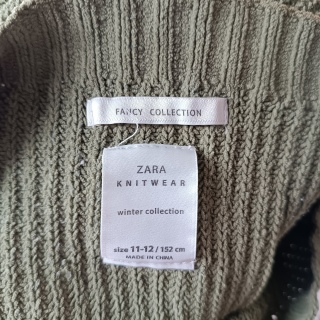 FANCY COLLECTION
ZARA
KNITWEAR
winter collection
size 11-12 / 152 cm
MADE IN CHINA